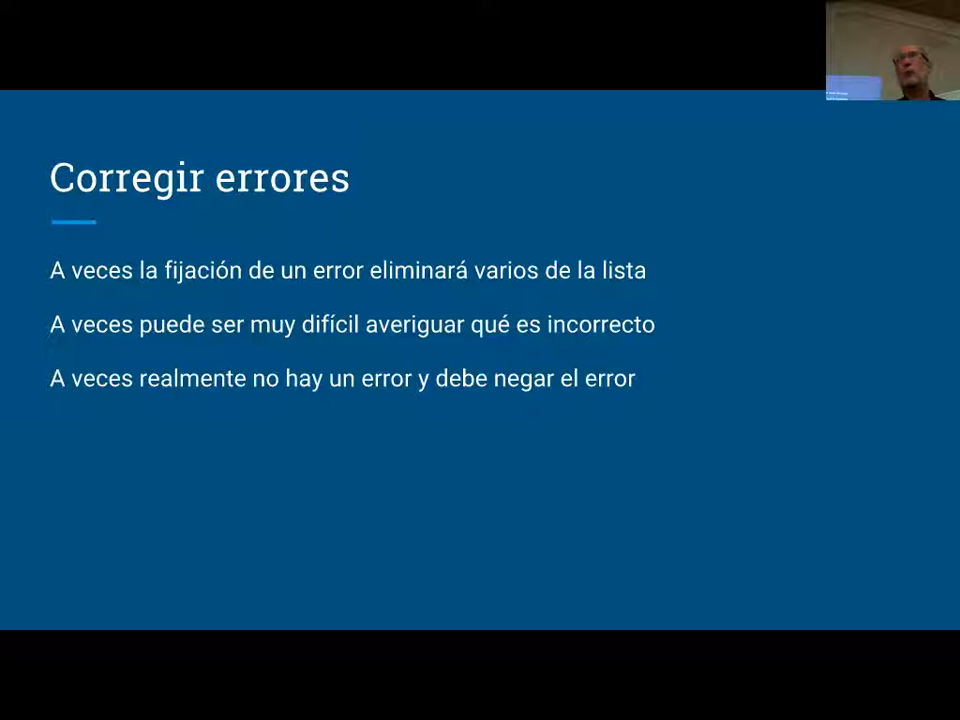 Corregir errores
A veces la fijación de un error eliminará varios de la lista
A veces puede ser muy difícil averiguar qué es incorrecto
A veces realmente no hay un error y debe negar el error